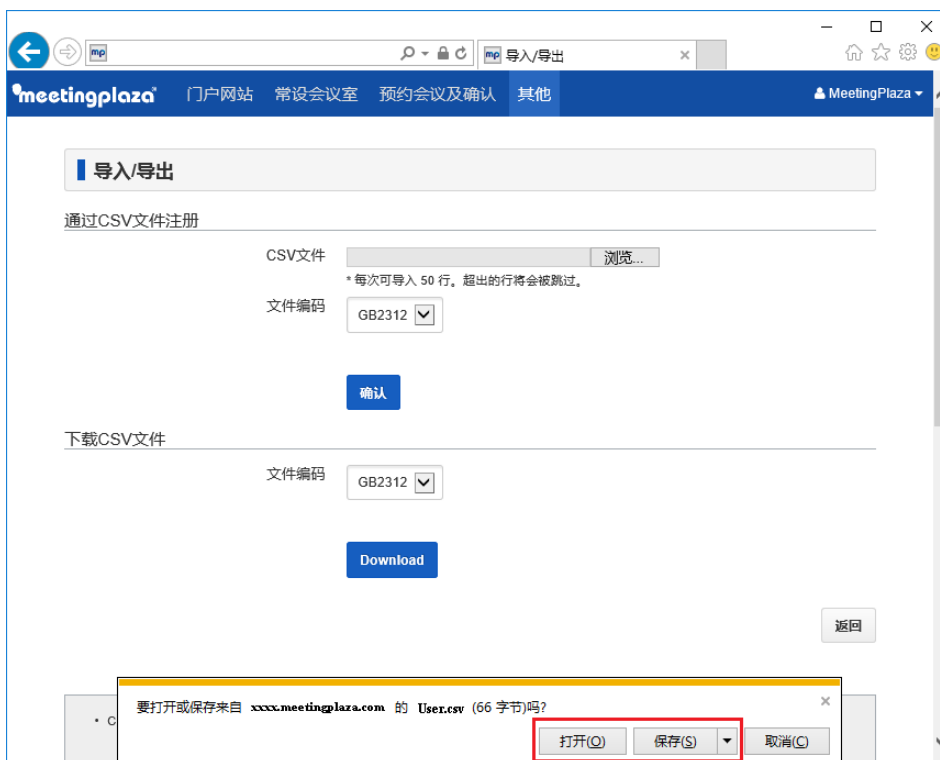 mp
mp 导入/导出
meetingplaza 门户网站 常设会议室 预约会议及确认 其他 MeetingPlaza
导入/导出
通过CSV文件注册
CSV文件 浏览...
* 每次可导入 50 行。超出的行将会被跳过。
文件编码 GB2312
确认
下载CSV文件
文件编码 GB2312
Download
返回
• C
要打开或保存来自 xxxx.meetingplaza.com 的 User.csv (66 字节)吗?
打开(O) 保存(S) 取消(C)